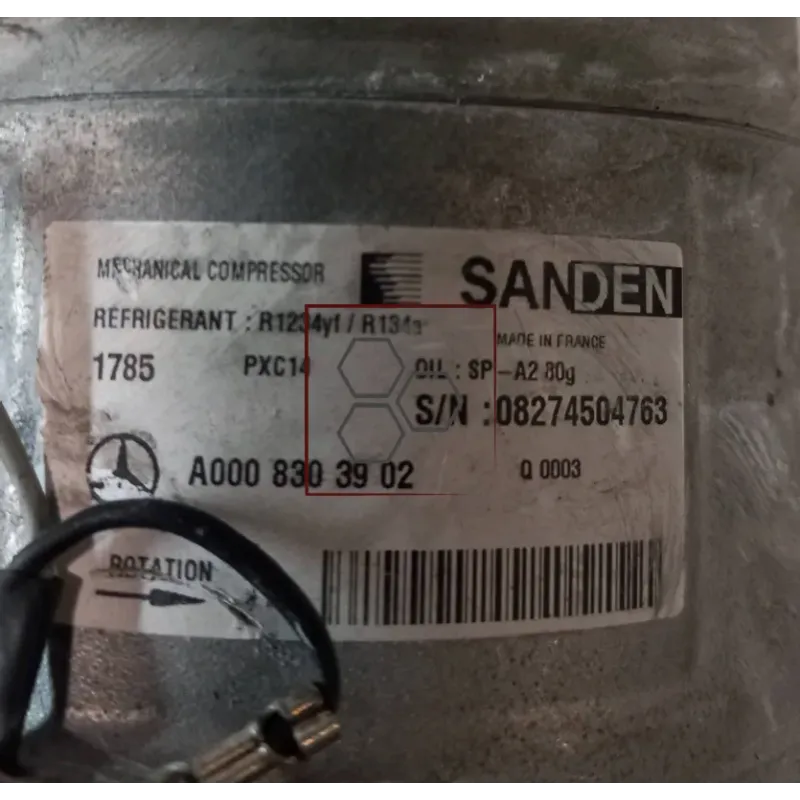 MECHANICAL COMPRESSOR
SANDEN
REFRIGERANT : R1234yf / R134a
MADE IN FRANCE
1785 PXC14 OIL : SP-A2 80g
S/N :08274504763
A000 830 39 02 Q 0003
ROTATION